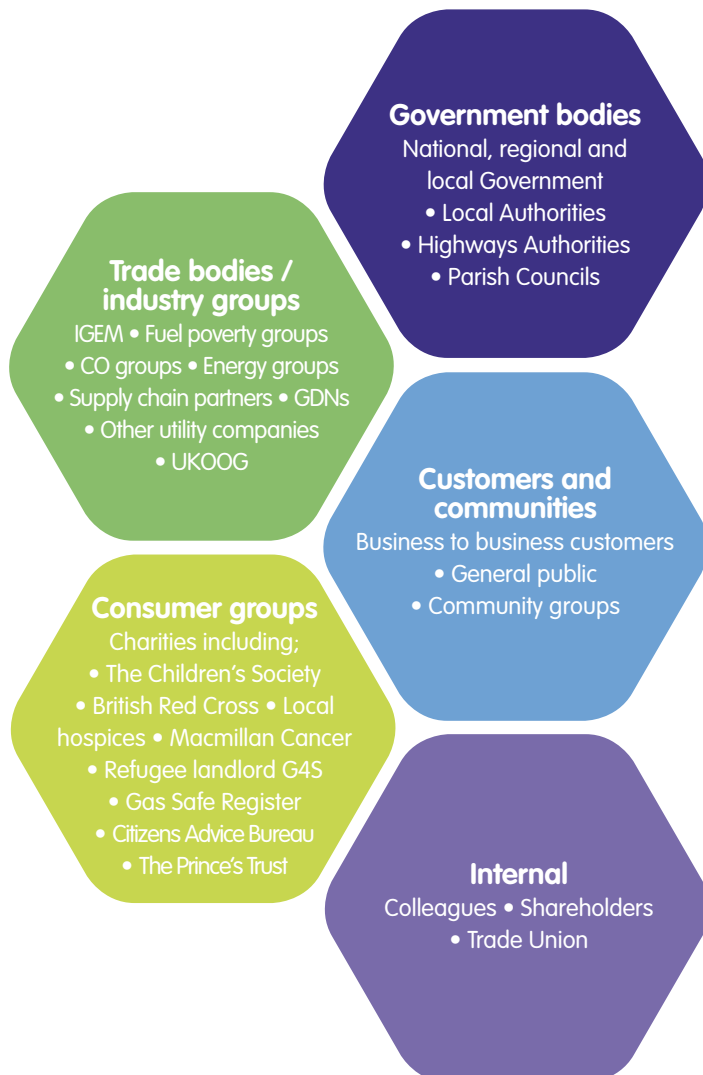 Government bodies
National, regional and
local Government
• Local Authorities
• Highways Authorities
• Parish Councils
Trade bodies /
industry groups
IGEM • Fuel poverty groups
• CO groups • Energy groups
• Supply chain partners • GDNs
• Other utility companies
• UKOOG
Customers and
communities
Business to business customers
• General public
• Community groups
Consumer groups
Charities including;
• The Children's Society
• British Red Cross • Local
hospices • Macmillan Cancer
• Refugee landlord G4S
• Gas Safe Register
• Citizens Advice Bureau
• The Prince's Trust
Internal
Colleagues • Shareholders
• Trade Union